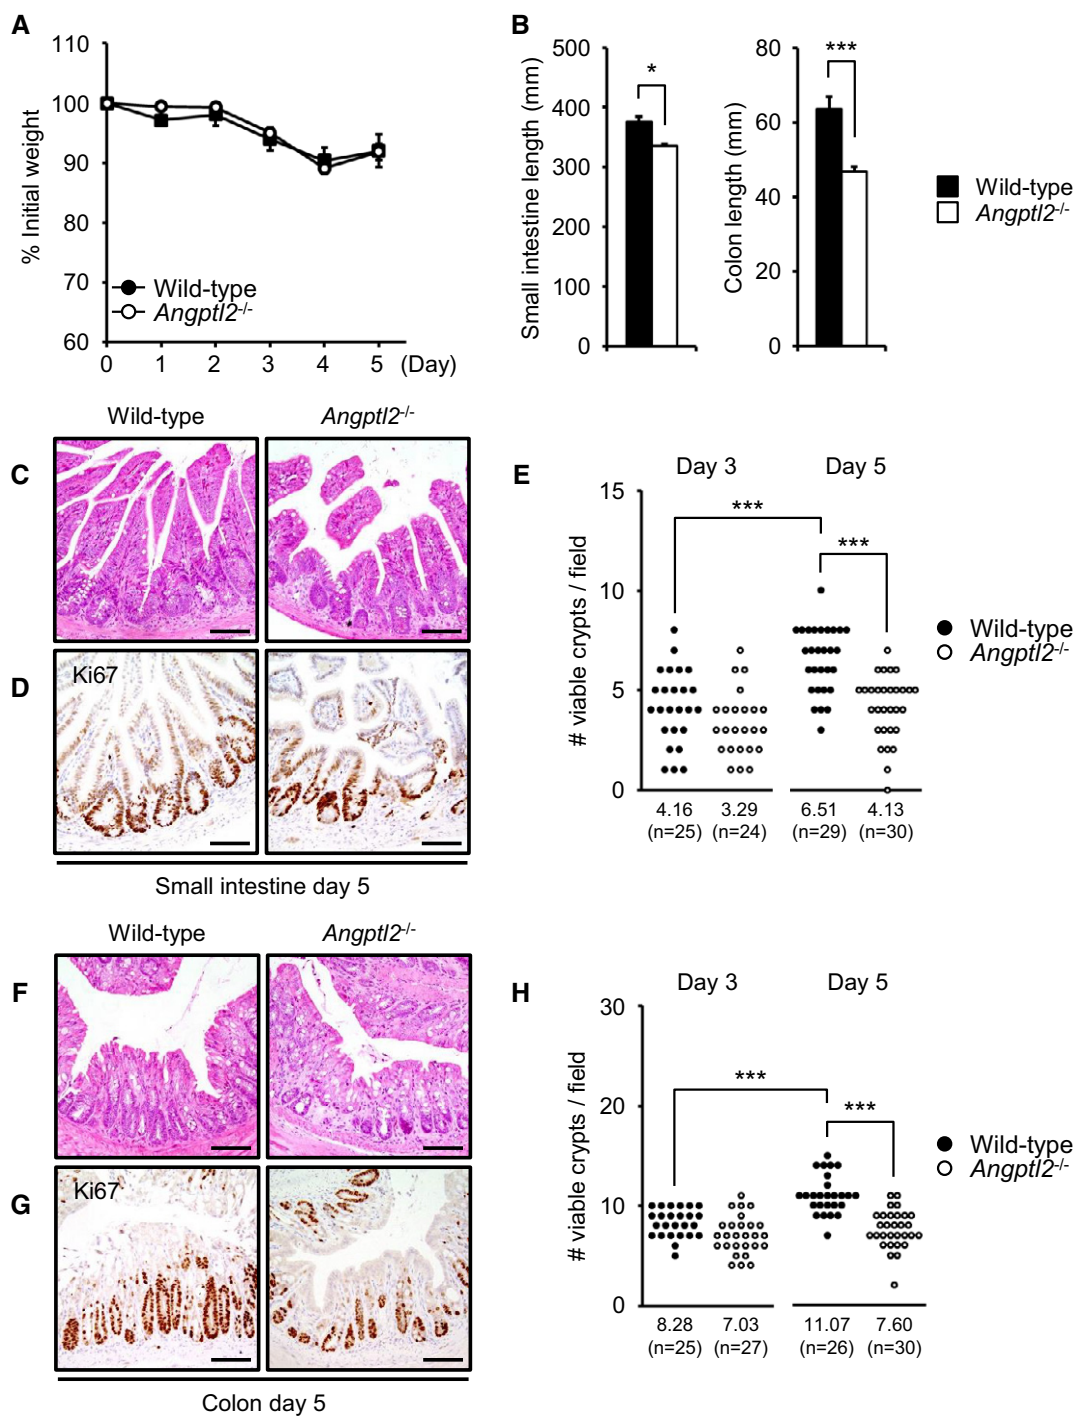 A
110
100
90
80
70
60
% Initial weight
Wild-type
Angptl2-/-
0 1 2 3 4 5 (Day)
B
500
400
300
200
100
0
Small intestine length (mm)
*
80
60
40
20
0
Colon length (mm)
***
Wild-type
Angptl2-/-
Wild-type Angptl2-/-
C
D
Ki67
Small intestine day 5
E
Day 3 Day 5
15
10
5
0
# viable crypts / field
***
***
Wild-type
Angptl2-/-
4.16 3.29 6.51 4.13
(n=25) (n=24) (n=29) (n=30)
Wild-type Angptl2-/-
F
G
Ki67
Colon day 5
H
Day 3 Day 5
30
20
10
0
# viable crypts / field
***
***
Wild-type
Angptl2-/-
8.28 7.03 11.07 7.60
(n=25) (n=27) (n=26) (n=30)